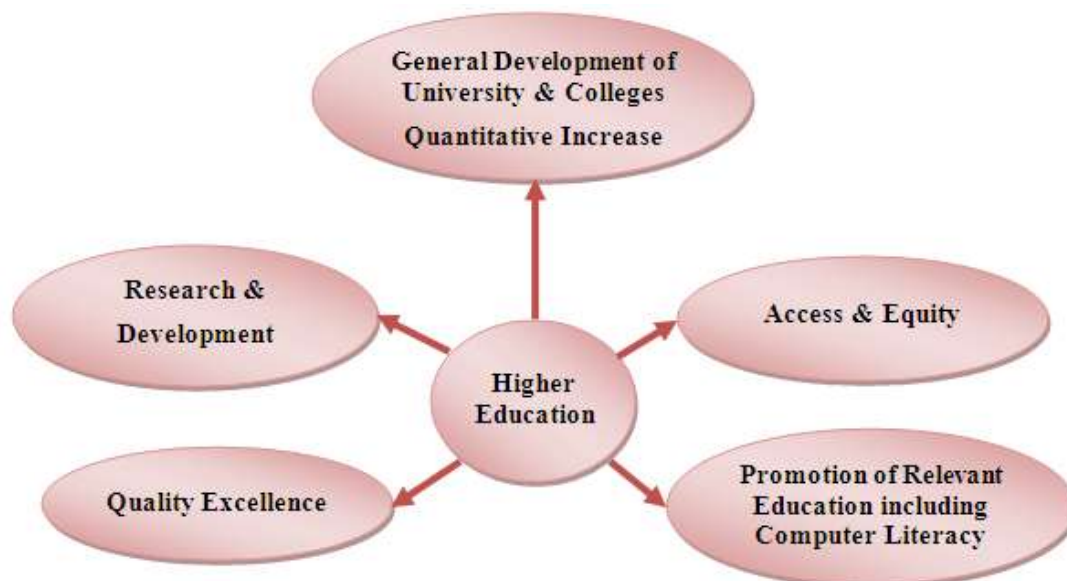 General Development of
University & Colleges
Quantitative Increase
Research &
Development
Access & Equity
Higher
Education
Quality Excellence
Promotion of Relevant
Education including
Computer Literacy